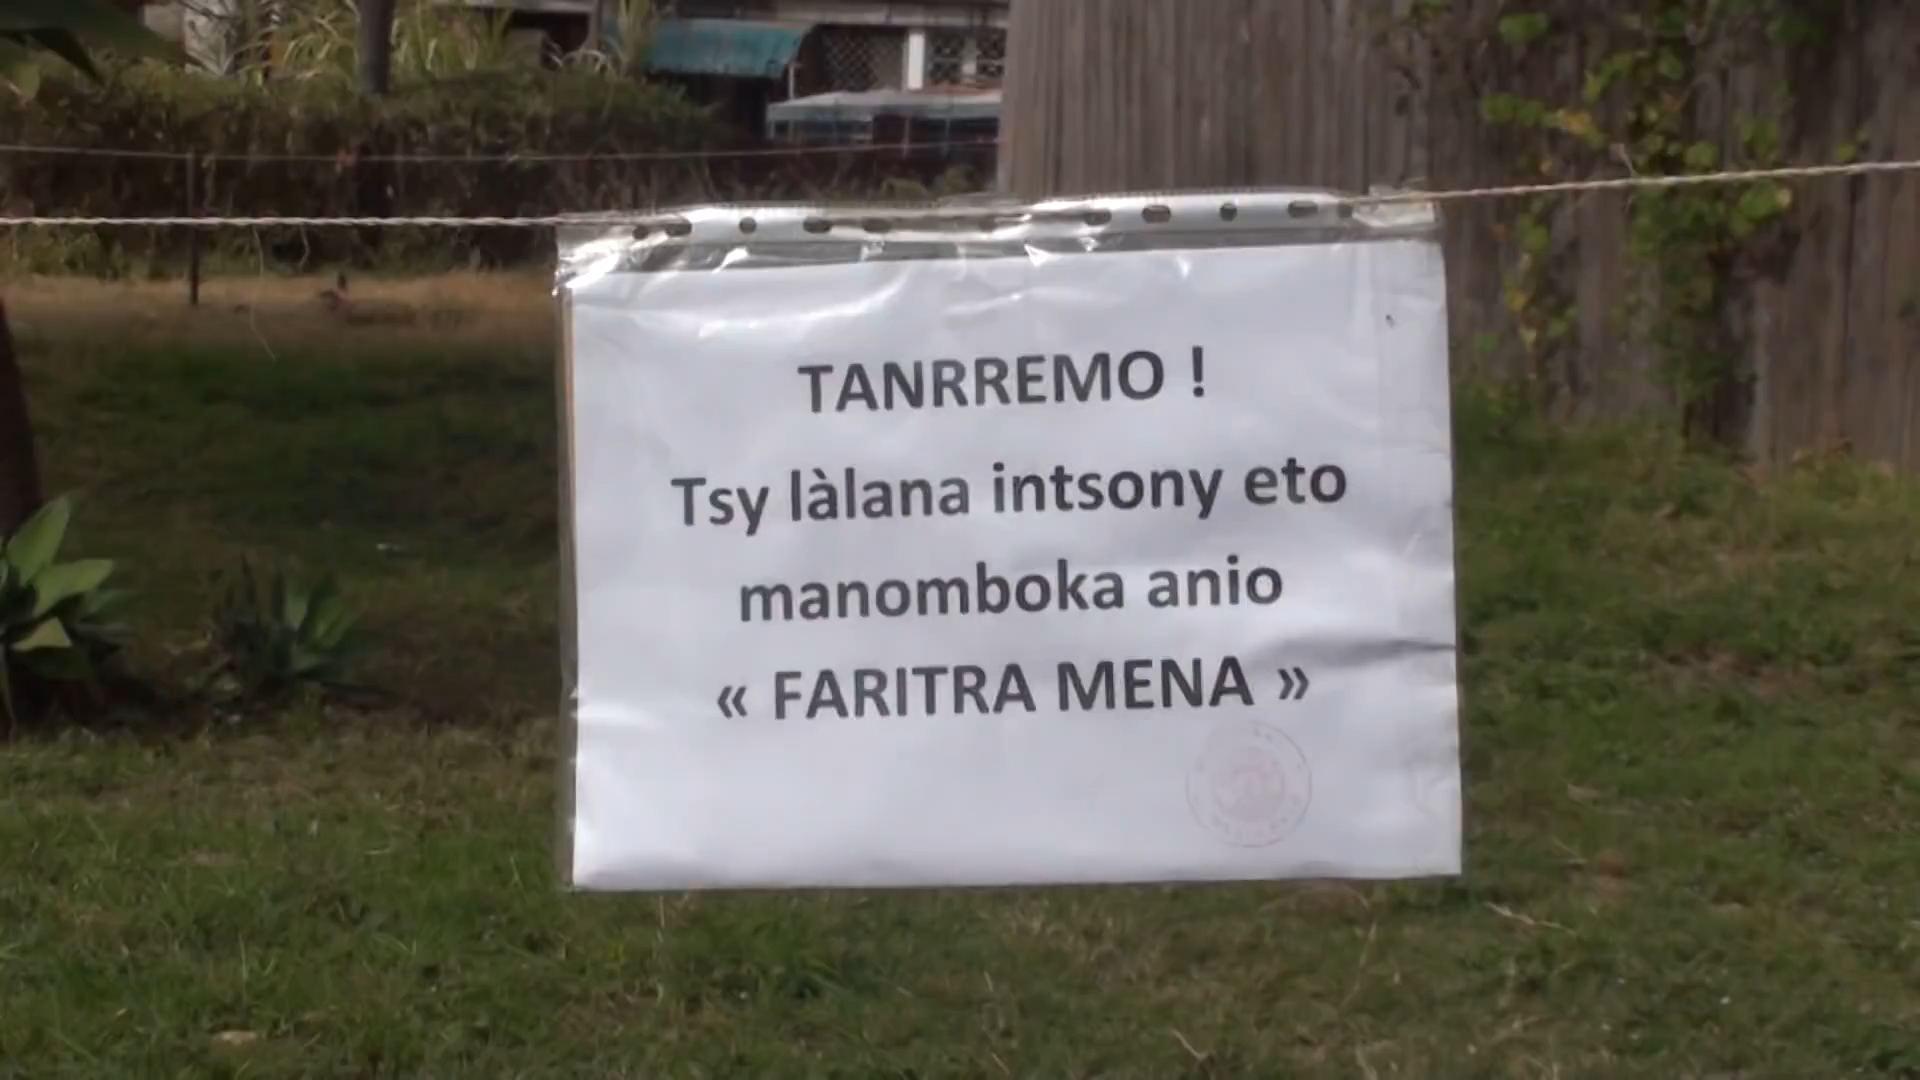 TANRREMO !
Tsy làlana intsony eto
manomboka anio
« FARITRA MENA »